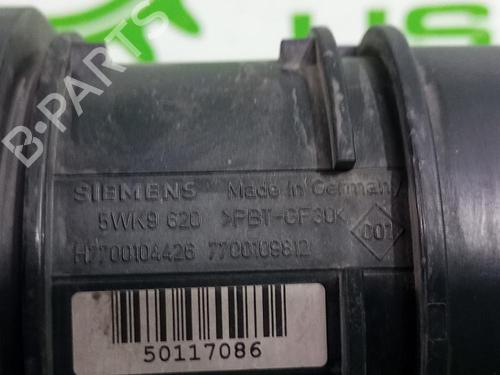 B-PARTS
SIEMENS Made in Germany
5WK9 620 >PBT-GF30<
H7700104426 7700109812
001
50117086